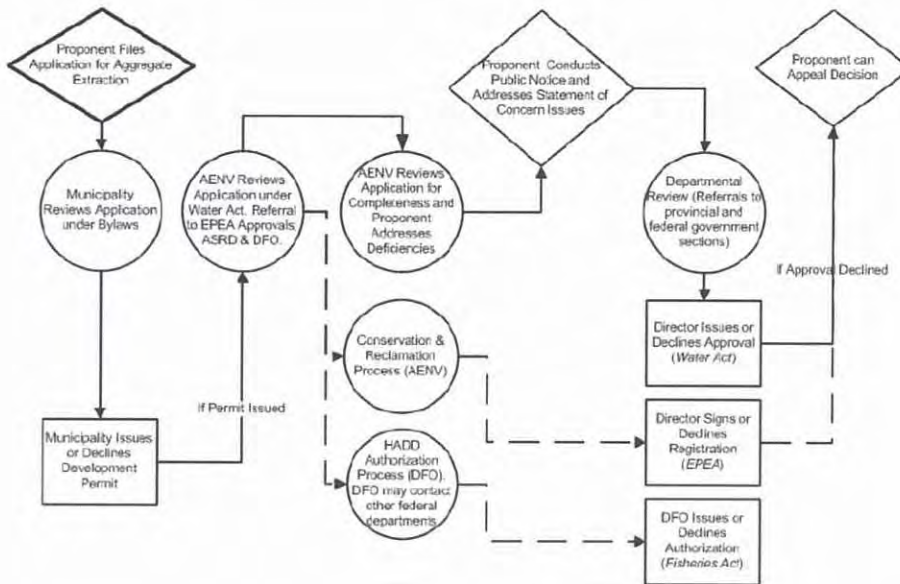 Proponent Files
Application for Aggregate
Extraction
Municipality
Reviews Application
under Bylaws
Municipality Issues
or Declines
Development
Permit
If Permit Issued
AENV Reviews
Application under
Water Act. Referral
to EPEA Approvals,
ASRD & DFO.
AENV Reviews
Application for
Completeness and
Proponent
Addresses
Deficiencies
Conservation &
Reclamation
Process (AENV)
HADD
Authorization
Process (DFO).
DFO may contact
other federal
departments
Proponent Conducts
Public Notice and
Addresses Statement of
Concern Issues
Departmental
Review (Referrals to
provincial and
federal government
sections)
Director Issues or
Declines Approval
(Water Act)
Director Signs or
Declines
Registration
(EPEA)
DFO Issues or
Declines
Authorization
(Fisheries Act)
If Approval Declined
Proponent can
Appeal Decision